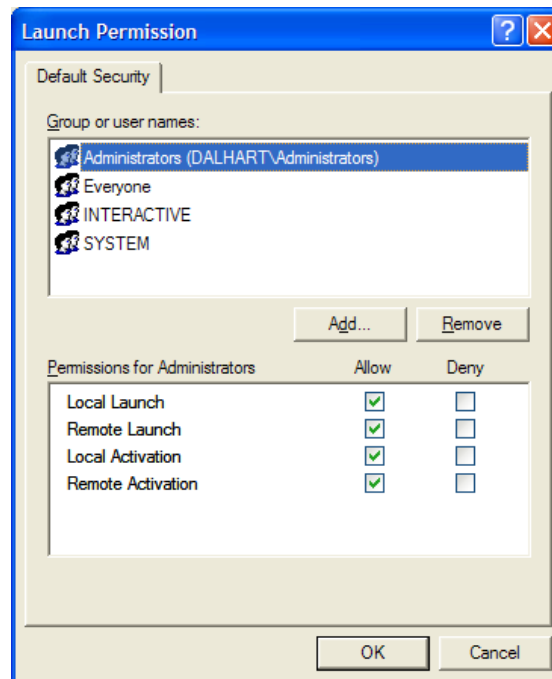 Launch Permission
Default Security
Group or user names:
Administrators (DALHART\Administrators)
Everyone
INTERACTIVE
SYSTEM
Add...
Remove
Permissions for Administrators Allow Deny
Local Launch
Remote Launch
Local Activation
Remote Activation
OK
Cancel